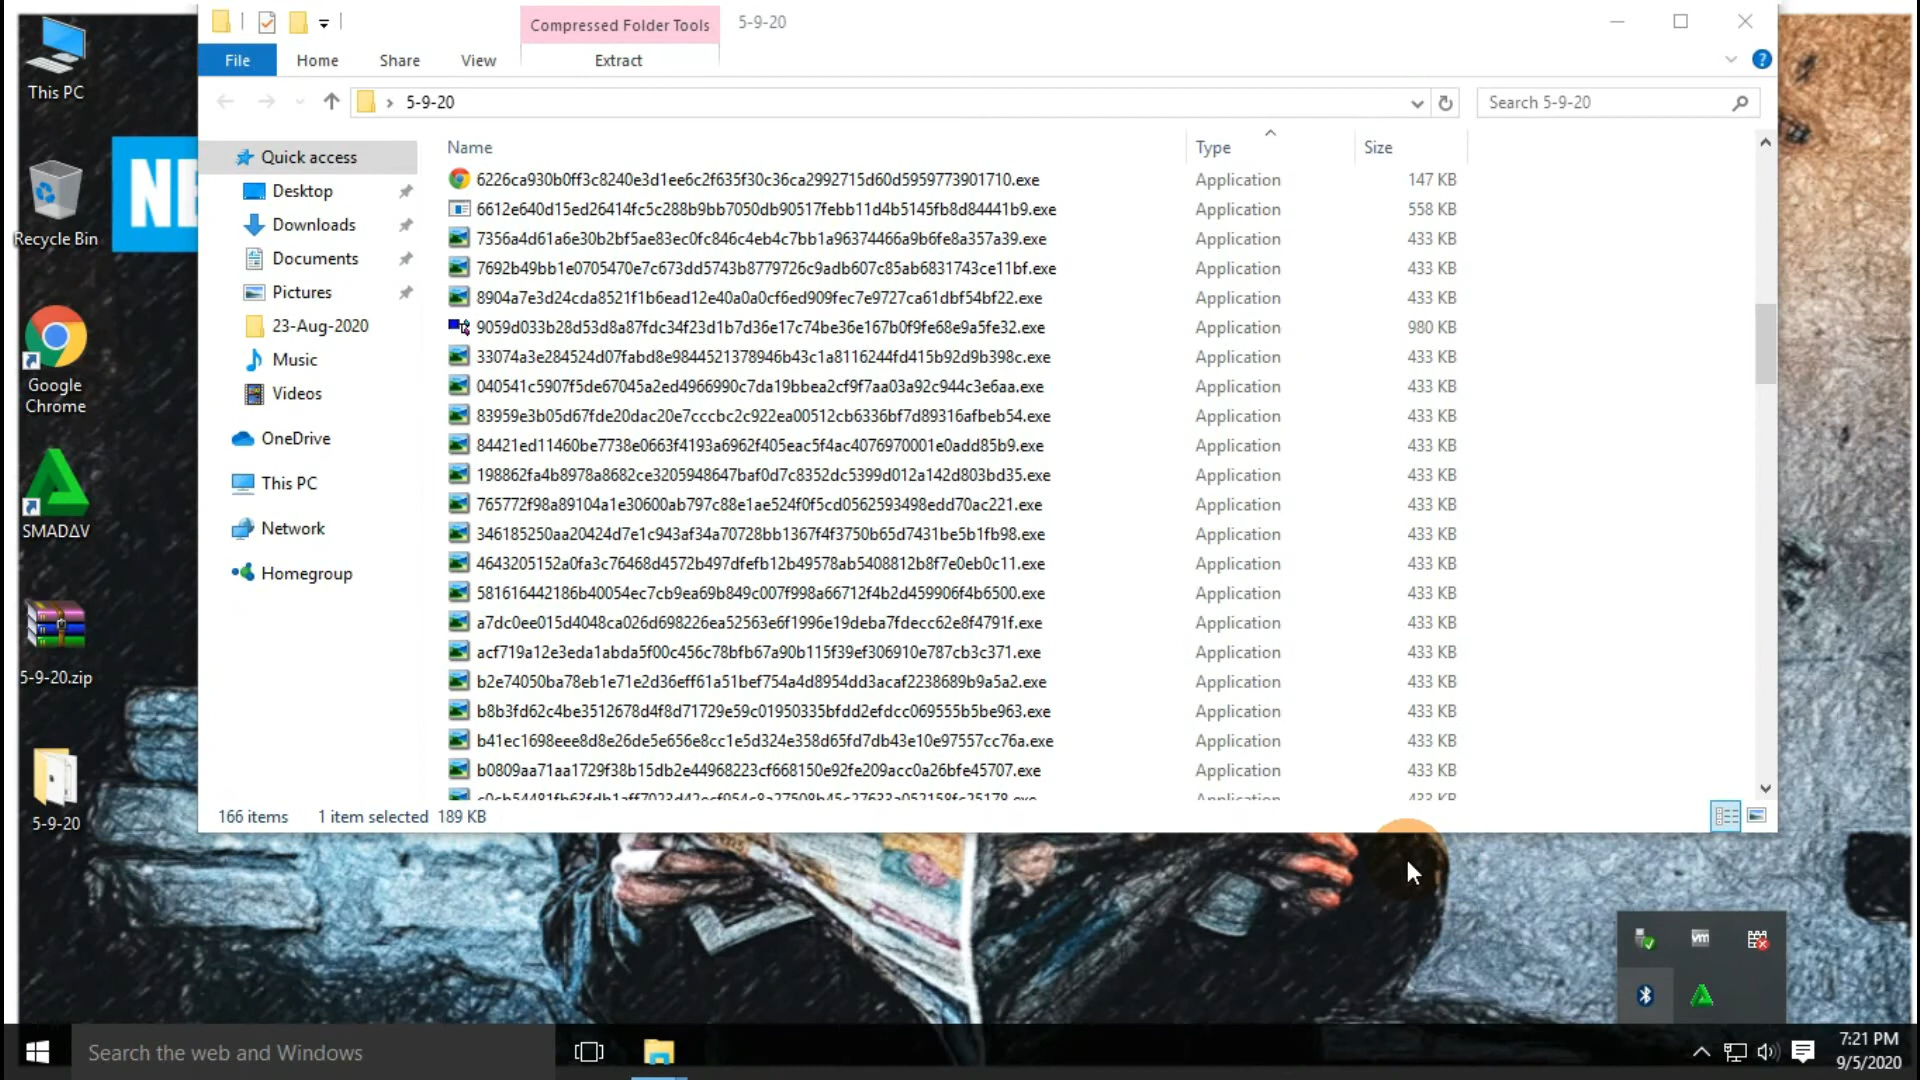 Compressed Folder Tools
5-9-20
File
Home
Share
View
Extract
5-9-20
Search 5-9-20
This PC
Recycle Bin
Google
Chrome
SMADΔV
5-9-20.zip
5-9-20
NE
Quick access
Desktop
Downloads
Documents
Pictures
23-Aug-2020
Music
Videos
OneDrive
This PC
Network
Homegroup
Name Type Size
6226ca930b0ff3c8240e3d1ee6c2f635f30c36ca2992715d60d5959773901710.exe Application 147 KB
6612e640d15ed26414fc5c288b9bb7050db90517febb11d4b5145fb8d84441b9.exe Application 558 KB
7356a4d61a6e30b2bf5ae83ec0fc846c4eb4c7bb1a96374466a9b6fe8a357a39.exe Application 433 KB
7692b49bb1e0705470e7c673dd5743b8779726c9adb607c85ab6831743ce11bf.exe Application 433 KB
8904a7e3d24cda8521f1b6ead12e40a0a0cf6ed909fec7e9727ca61dbf54bf22.exe Application 433 KB
9059d033b28d53d8a87fdc34f23d1b7d36e17c74be36e167b0f9fe68e9a5fe32.exe Application 980 KB
33074a3e284524d07fabd8e9844521378946b43c1a8116244fd415b92d9b398c.exe Application 433 KB
040541c5907f5de67045a2ed4966990c7da19bbea2cf9f7aa03a92c944c3e6aa.exe Application 433 KB
83959e3b05d67fde20dac20e7cccbc2c922ea00512cb6336bf7d89316afbeb54.exe Application 433 KB
84421ed11460be7738e0663f4193a6962f405eac5f4ac4076970001e0add85b9.exe Application 433 KB
198862fa4b8978a8682ce3205948647baf0d7c8352dc5399d012a142d803bd35.exe Application 433 KB
765772f98a89104a1e30600ab797c88e1ae524f0f5cd0562593498edd70ac221.exe Application 433 KB
346185250aa20424d7e1c943af34a70728bb1367f4f3750b65d7431be5b1fb98.exe Application 433 KB
4643205152a0fa3c76468d4572b497dfefb12b49578ab5408812b8f7e0eb0c11.exe Application 433 KB
581616442186b40054ec7cb9ea69b849c007f998a66712f4b2d459906f4b6500.exe Application 433 KB
a7dc0ee015d4048ca026d698226ea52563e6f1996e19deba7fdecc62e8f4791f.exe Application 433 KB
acf719a12e3eda1abda5f00c456c78bfb67a90b115f39ef306910e787cb3c371.exe Application 433 KB
b2e74050ba78eb1e71e2d36eff61a51bef754a4d8954dd3acaf2238689b9a5a2.exe Application 433 KB
b8b3fd62c4be3512678d4f8d71729e59c01950335bfdd2efdcc069555b5be963.exe Application 433 KB
b41ec1698eee8d8e26de5e656e8cc1e5d324e358d65fd7db43e10e97557cc76a.exe Application 433 KB
b0809aa71aa1729f38b15db2e44968223cf668150e92fe209acc0a26bfe45707.exe Application 433 KB
166 items 1 item selected 189 KB
vm
Search the web and Windows
7:21 PM
9/5/2020